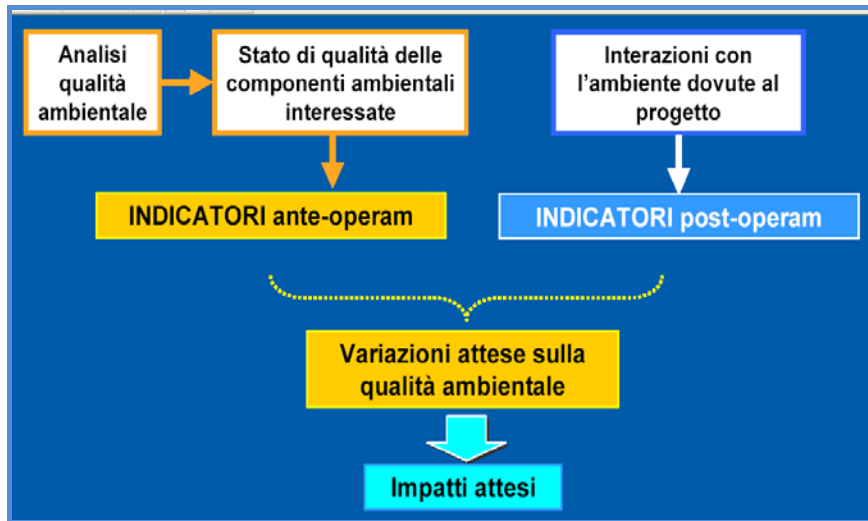 Analisi
qualità
ambientale
Stato di qualità delle
componenti ambientali
interessate
Interazioni con
l'ambiente dovute al
progetto
INDICATORI ante-operam
INDICATORI post-operam
Variazioni attese sulla
qualità ambientale
Impatti attesi